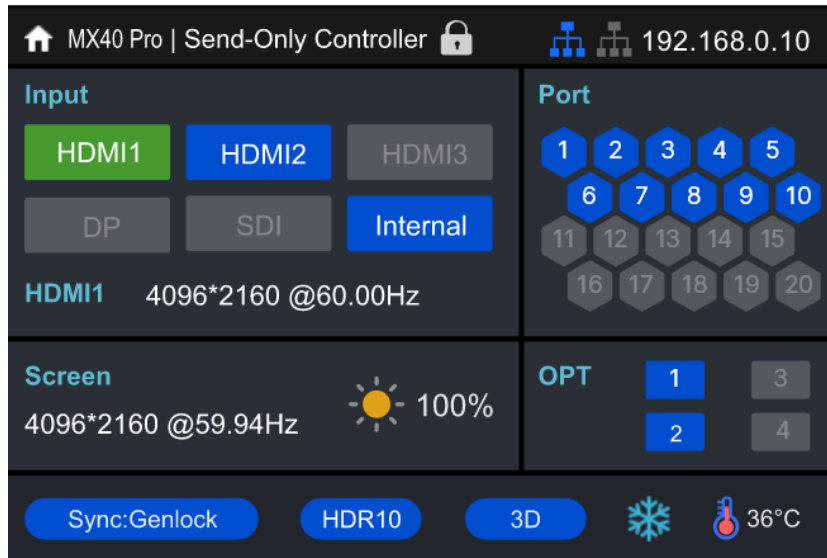 MX40 Pro | Send-Only Controller 192.168.0.10
Input
HDMI1 HDMI2 HDMI3
DP SDI Internal
HDMI1 4096*2160 @60.00Hz
Port
1 2 3 4 5
6 7 8 9 10
11 12 13 14 15
16 17 18 19 20
Screen
4096*2160 @59.94Hz
100%
OPT
1 3
2 4
Sync:Genlock HDR10 3D 36°C